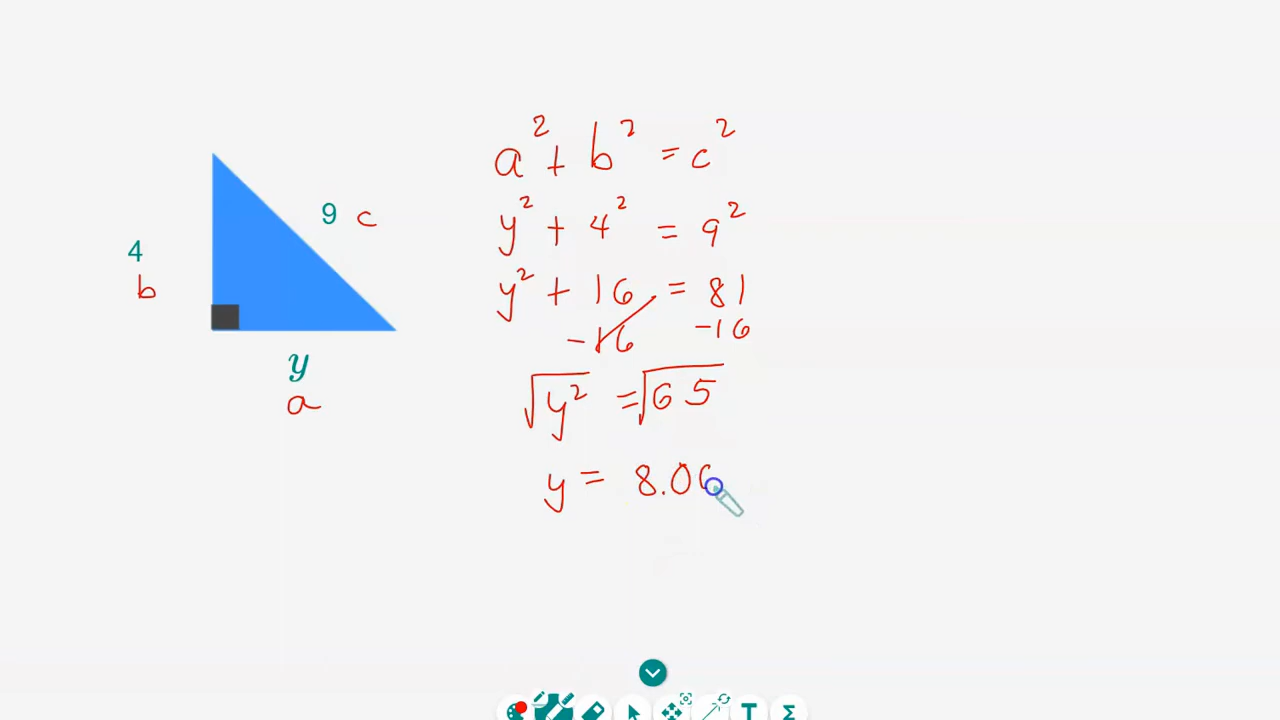 a² + b² = c²
9 c
y² + 4² = 9²
4
b
y² + 16 = 81
-16 -16
y
a
√y² = √65
y = 8.06
T Σ